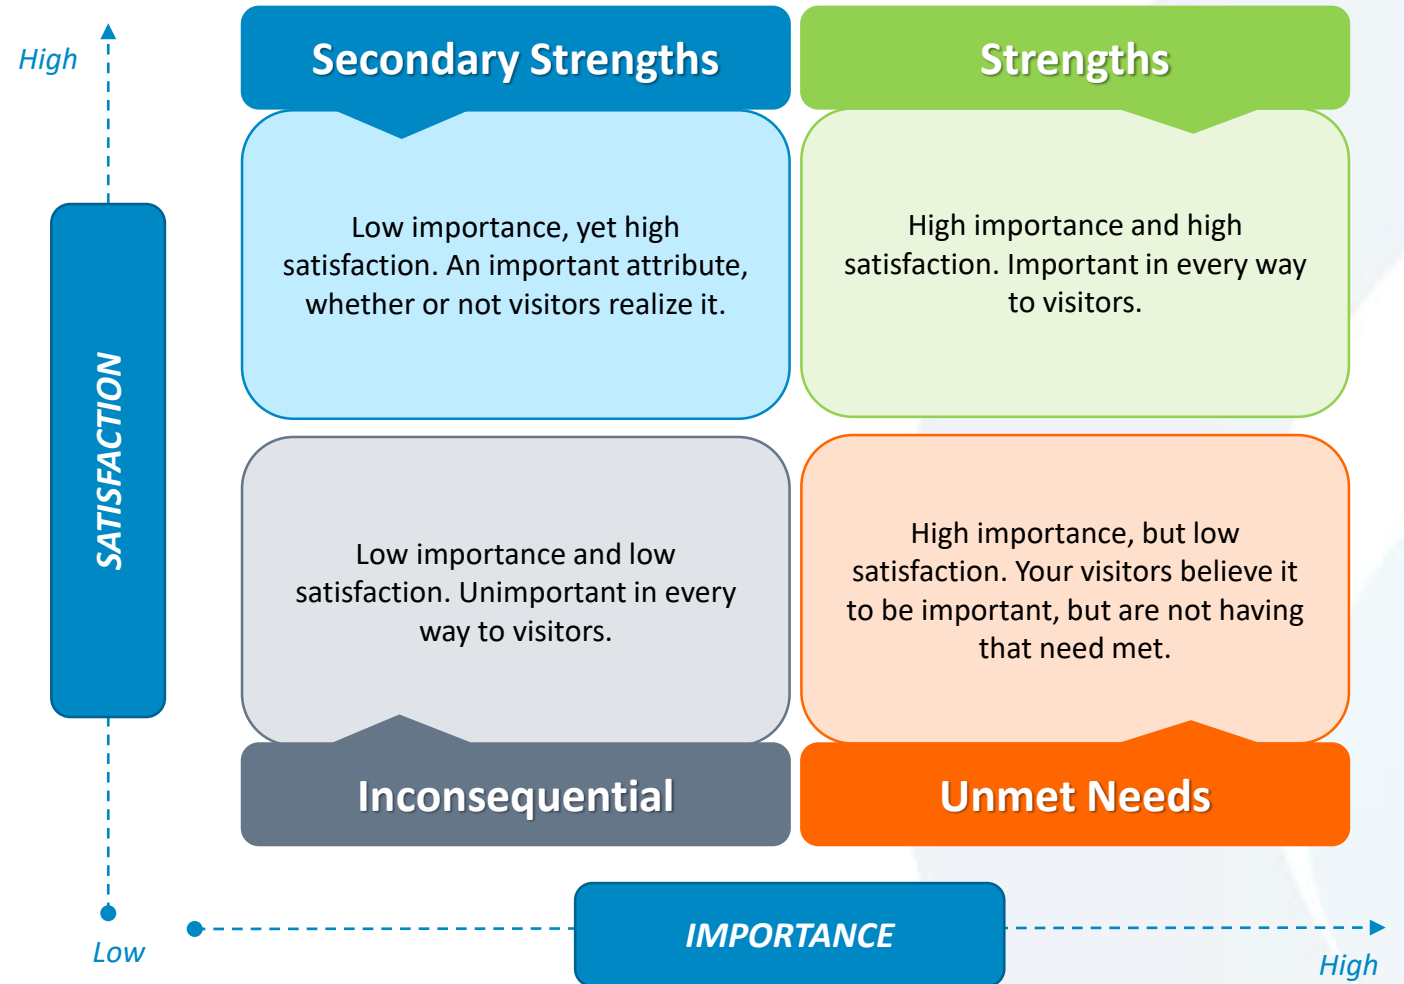 High
Secondary Strengths
Strengths
Low importance, yet high
satisfaction. An important attribute,
whether or not visitors realize it.
High importance and high
satisfaction. Important in every way
to visitors.
SATISFACTION
Low importance and low
satisfaction. Unimportant in every
way to visitors.
High importance, but low
satisfaction. Your visitors believe it
to be important, but are not having
that need met.
Inconsequential
Unmet Needs
Low
IMPORTANCE
High